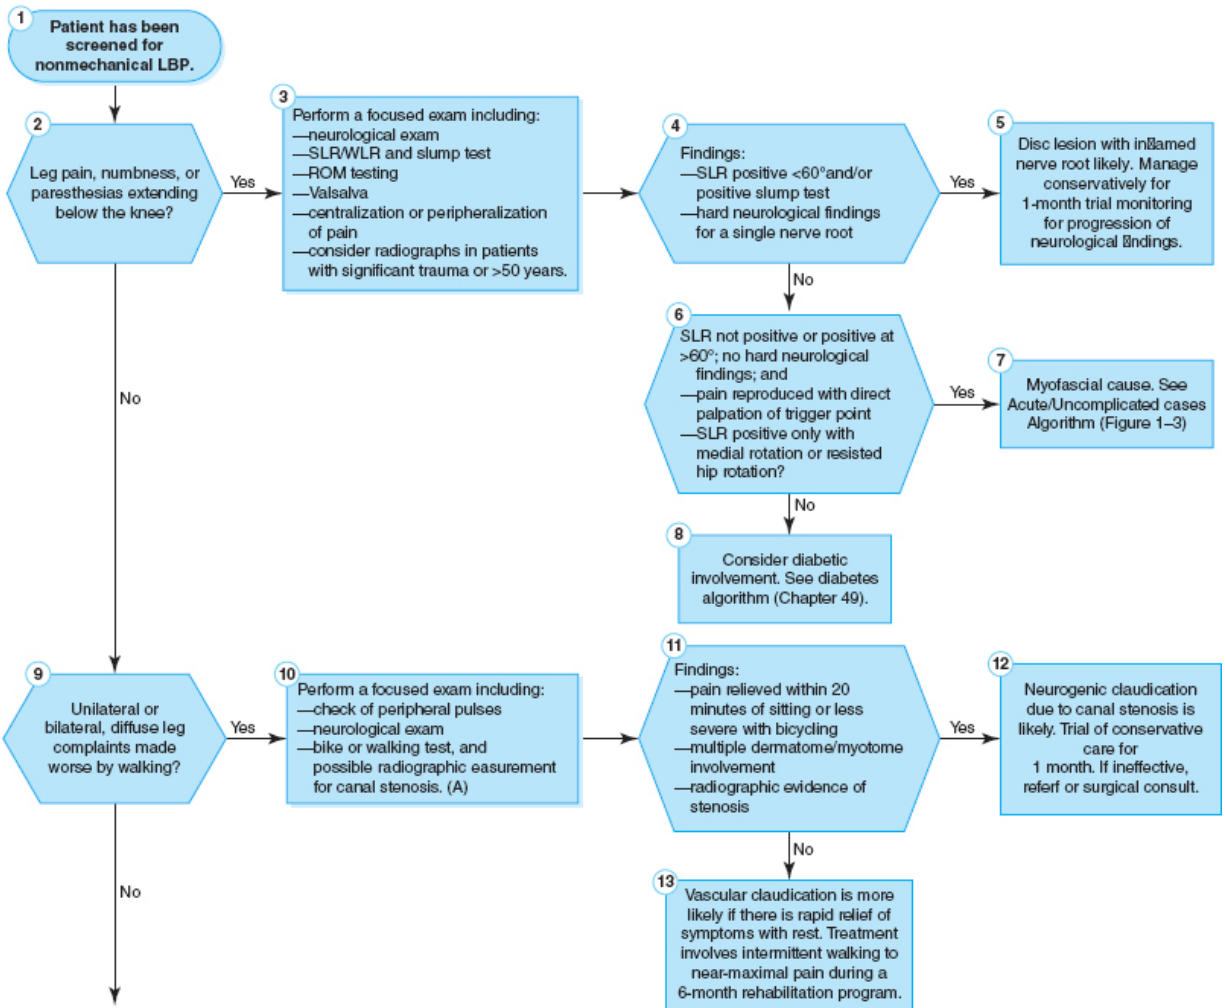 1
Patient has been
screened for
nonmechanical LBP.
2
Leg pain, numbness, or
paresthesias extending
below the knee?
Yes
3
Perform a focused exam including:
—neurological exam
—SLR/WLR and slump test
—ROM testing
—Valsalva
—centralization or peripheralization
of pain
—consider radiographs in patients
with significant trauma or >50 years.
4
Findings:
—SLR positive <60°and/or
positive slump test
—hard neurological findings
for a single nerve root
Yes
5
Disc lesion with in�amed
nerve root likely. Manage
conservatively for
1-month trial monitoring
for progression of
neurological �ndings.
No
6
SLR not positive or positive at
>60°; no hard neurological
findings; and
—pain reproduced with direct
palpation of trigger point
—SLR positive only with
medial rotation or resisted
hip rotation?
Yes
7
Myofascial cause. See
Acute/Uncomplicated cases
Algorithm (Figure 1–3)
No
8
Consider diabetic
involvement. See diabetes
algorithm (Chapter 49).
No
9
Unilateral or
bilateral, diffuse leg
complaints made
worse by walking?
Yes
10
Perform a focused exam including:
—check of peripheral pulses
—neurological exam
—bike or walking test, and
possible radiographic easurement
for canal stenosis. (A)
11
Findings:
—pain relieved within 20
minutes of sitting or less
severe with bicycling
—multiple dermatome/myotome
involvement
—radiographic evidence of
stenosis
Yes
12
Neurogenic claudication
due to canal stenosis is
likely. Trial of conservative
care for
1 month. If ineffective,
referf or surgical consult.
No
13
Vascular claudication is more
likely if there is rapid relief of
symptoms with rest. Treatment
involves intermittent walking to
near-maximal pain during a
6-month rehabilitation program.
No